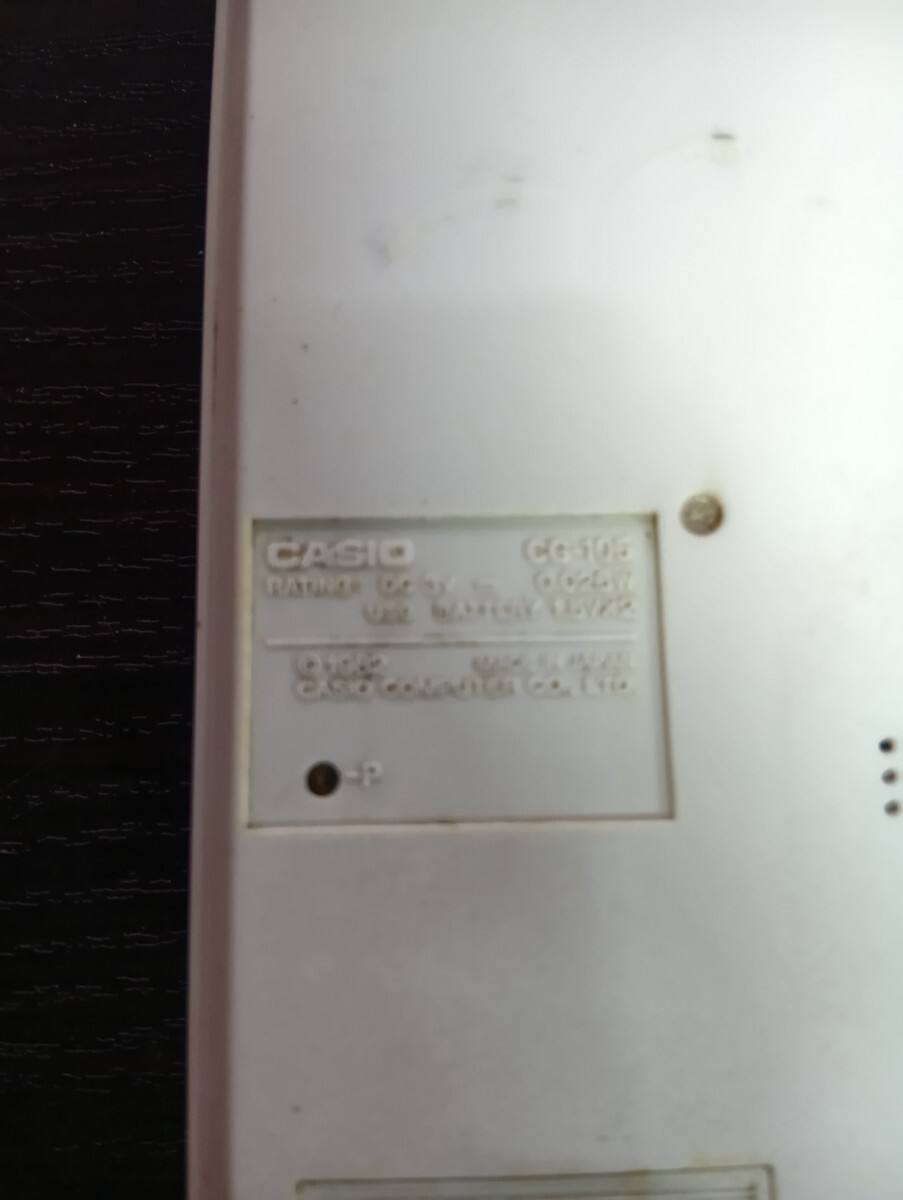 CASIO CG-105
RATING: DC 3V 0.025W
USE BATTERY 1.5V×2
©1982 MADE IN JAPAN
CASIO COMPUTER CO., LTD.
-P